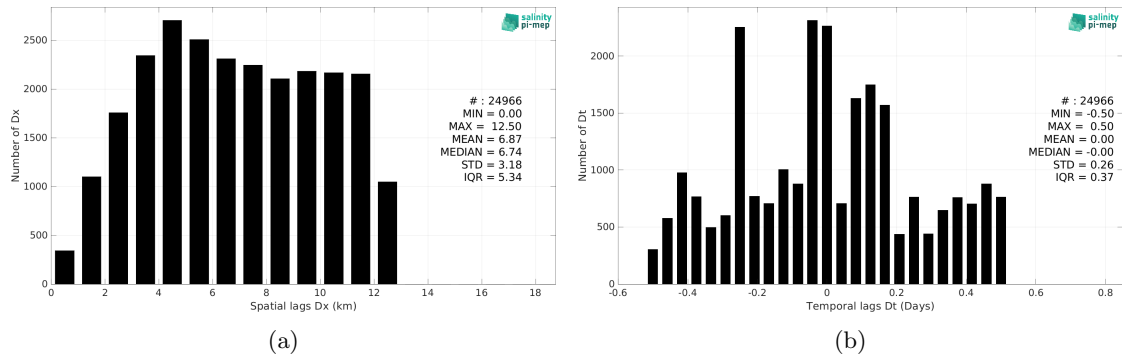 salinity
pi-mep
2500
2000
1500
1000
500
0
Number of Dx
# : 24966
MIN = 0.00
MAX = 12.50
MEAN = 6.87
MEDIAN = 6.74
STD = 3.18
IQR = 5.34
0 2 4 6 8 10 12 14 16 18
Spatial lags Dx (km)
(a)
salinity
pi-mep
2000
1500
1000
500
0
Number of Dt
# : 24966
MIN = -0.50
MAX = 0.50
MEAN = 0.00
MEDIAN = -0.00
STD = 0.26
IQR = 0.37
-0.6 -0.4 -0.2 0 0.2 0.4 0.6 0.8
Temporal lags Dt (Days)
(b)